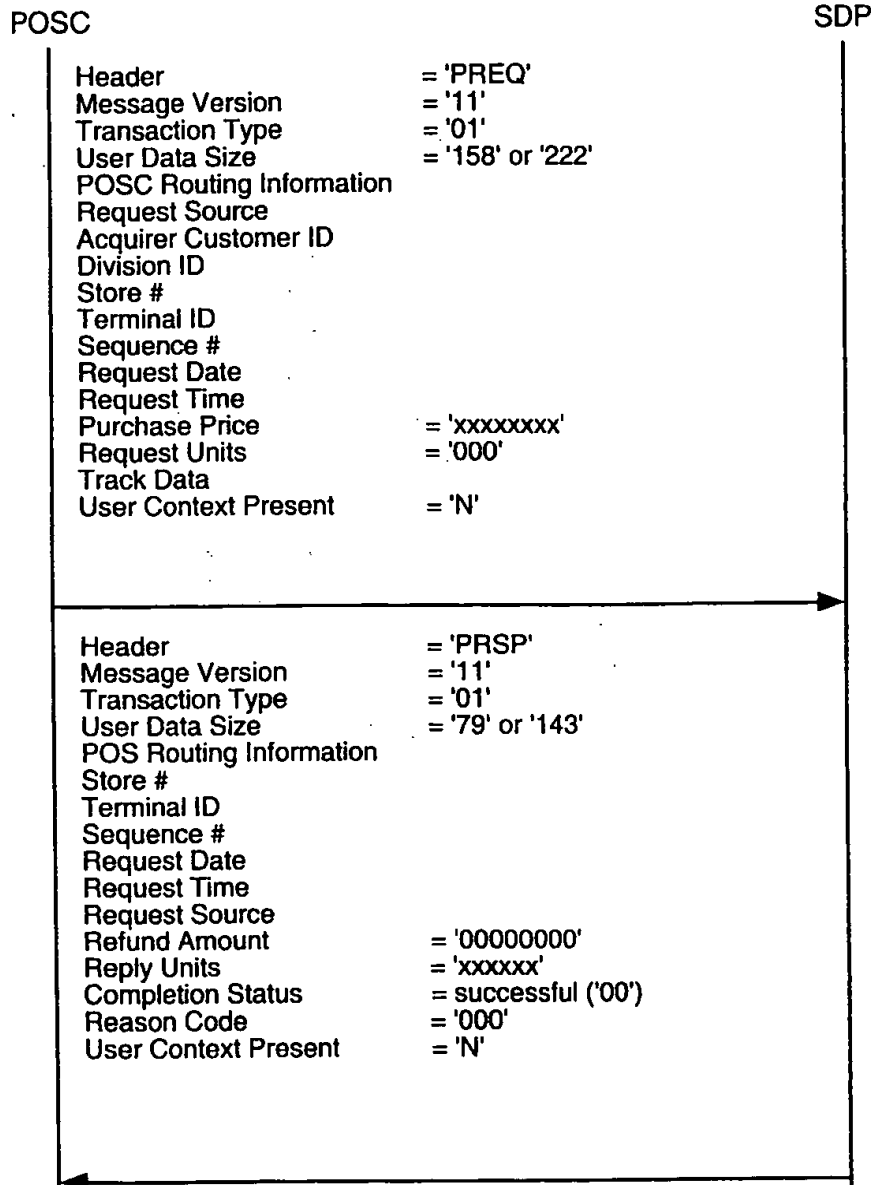 POSC SDP
Header = 'PREQ'
Message Version = '11'
Transaction Type = '01'
User Data Size = '158' or '222'
POSC Routing Information
Request Source
Acquirer Customer ID
Division ID
Store #
Terminal ID
Sequence #
Request Date
Request Time
Purchase Price = 'xxxxxxxx'
Request Units = '000'
Track Data
User Context Present = 'N'
Header = 'PRSP'
Message Version = '11'
Transaction Type = '01'
User Data Size = '79' or '143'
POS Routing Information
Store #
Terminal ID
Sequence #
Request Date
Request Time
Request Source
Refund Amount = '00000000'
Reply Units = 'xxxxxx'
Completion Status = successful ('00')
Reason Code = '000'
User Context Present = 'N'